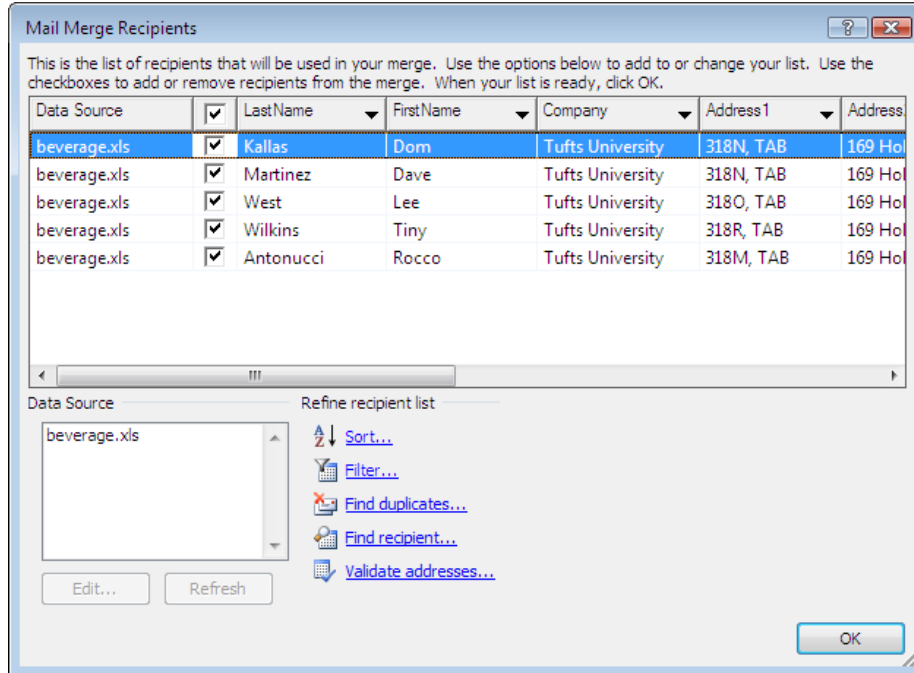 Mail Merge Recipients
This is the list of recipients that will be used in your merge. Use the options below to add to or change your list. Use the
checkboxes to add or remove recipients from the merge. When your list is ready, click OK.
Data Source LastName FirstName Company Address1 Address
beverage.xls Kallas Dom Tufts University 318N, TAB 169 Hol
beverage.xls Martinez Dave Tufts University 318N, TAB 169 Hol
beverage.xls West Lee Tufts University 318O, TAB 169 Hol
beverage.xls Wilkins Tiny Tufts University 318R, TAB 169 Hol
beverage.xls Antonucci Rocco Tufts University 318M, TAB 169 Hol
Data Source Refine recipient list
beverage.xls
Sort...
Filter...
Find duplicates...
Find recipient...
Validate addresses...
Edit... Refresh
OK